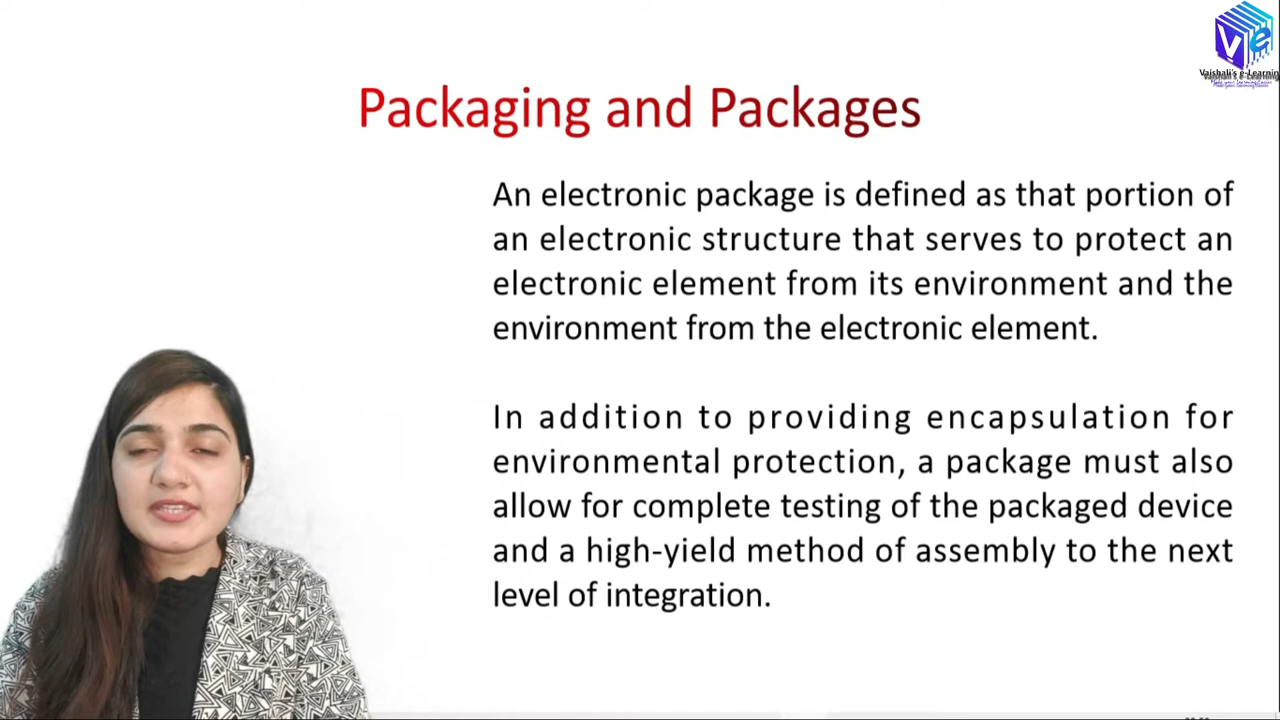 Vaishali's e-Learning
Packaging and Packages
An electronic package is defined as that portion of
an electronic structure that serves to protect an
electronic element from its environment and the
environment from the electronic element.
In addition to providing encapsulation for
environmental protection, a package must also
allow for complete testing of the packaged device
and a high-yield method of assembly to the next
level of integration.